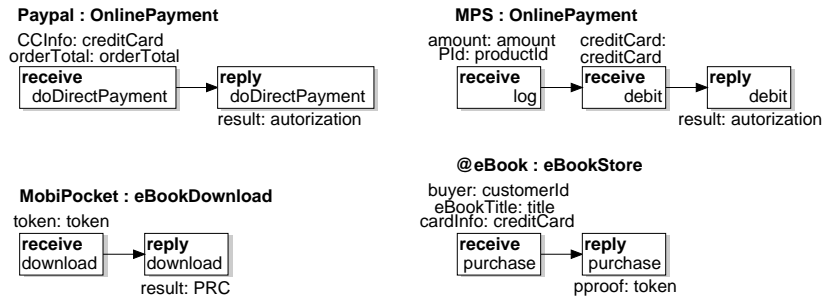 Paypal : OnlinePayment
CCInfo: creditCard
orderTotal: orderTotal
receive
doDirectPayment
reply
doDirectPayment
result: autorization
MPS : OnlinePayment
amount: amount
PId: productId
creditCard:
creditCard
receive
log
receive
debit
reply
debit
result: autorization
MobiPocket : eBookDownload
token: token
receive
download
reply
download
result: PRC
@eBook : eBookStore
buyer: customerId
eBookTitle: title
cardInfo: creditCard
receive
purchase
reply
purchase
pproof: token